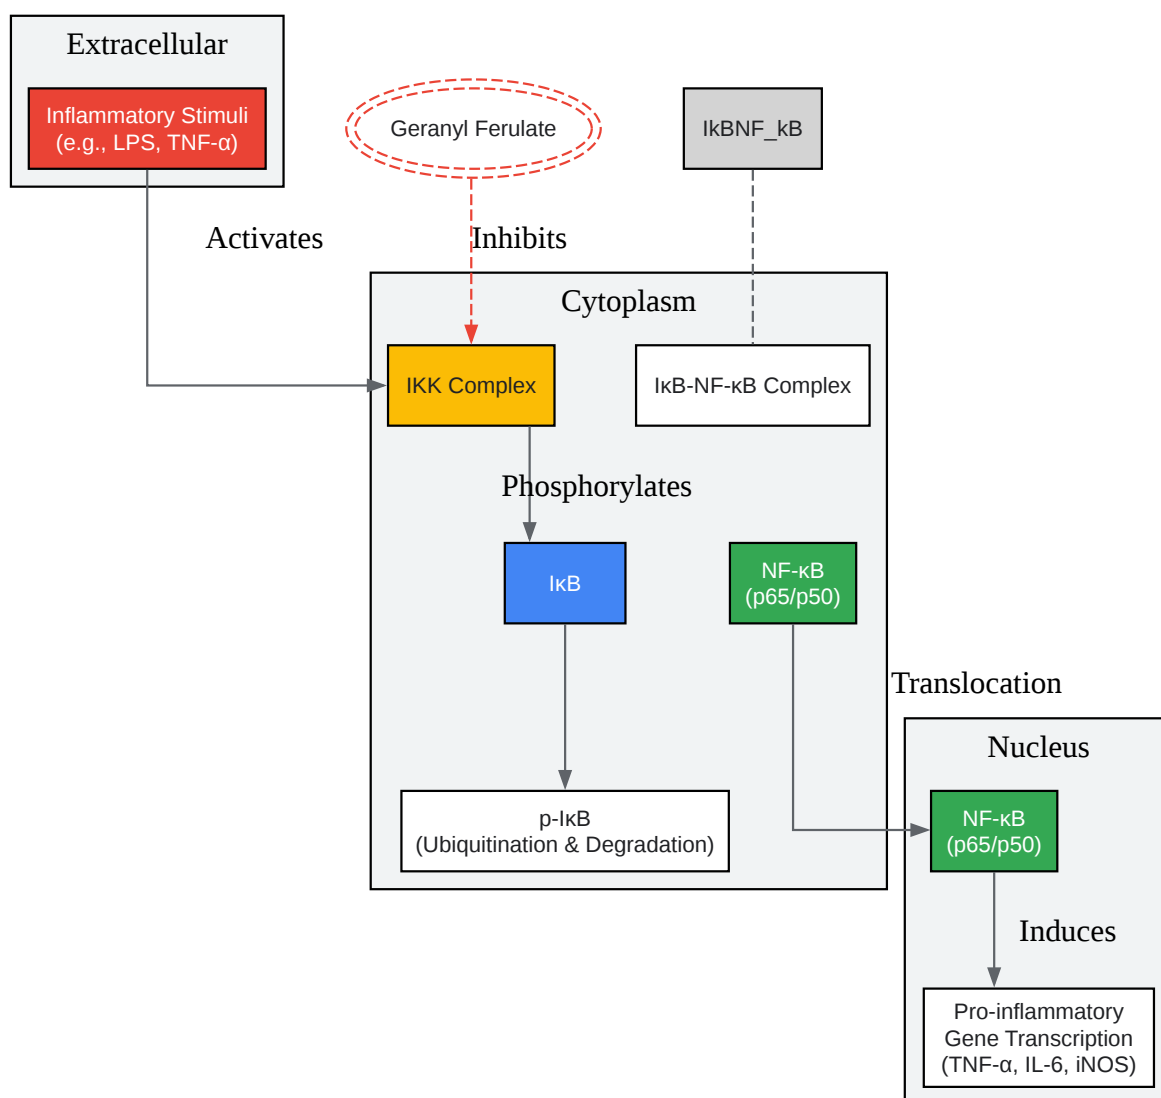 Extracellular
Inflammatory Stimuli
(e.g., LPS, TNF-α)
Geranyl Ferulate
IkBNF_kB
Activates
Inhibits
Cytoplasm
IKK Complex
IκB-NF-κB Complex
Phosphorylates
IκB
NF-κB
(p65/p50)
Translocation
Nucleus
p-IκB
(Ubiquitination & Degradation)
NF-κB
(p65/p50)
Induces
Pro-inflammatory
Gene Transcription
(TNF-α, IL-6, iNOS)